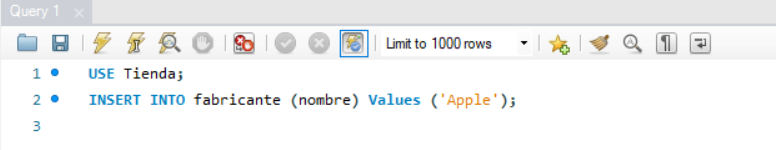 Query 1
Limit to 1000 rows
1 USE Tienda;
2 INSERT INTO fabricante (nombre) Values ('Apple');
3